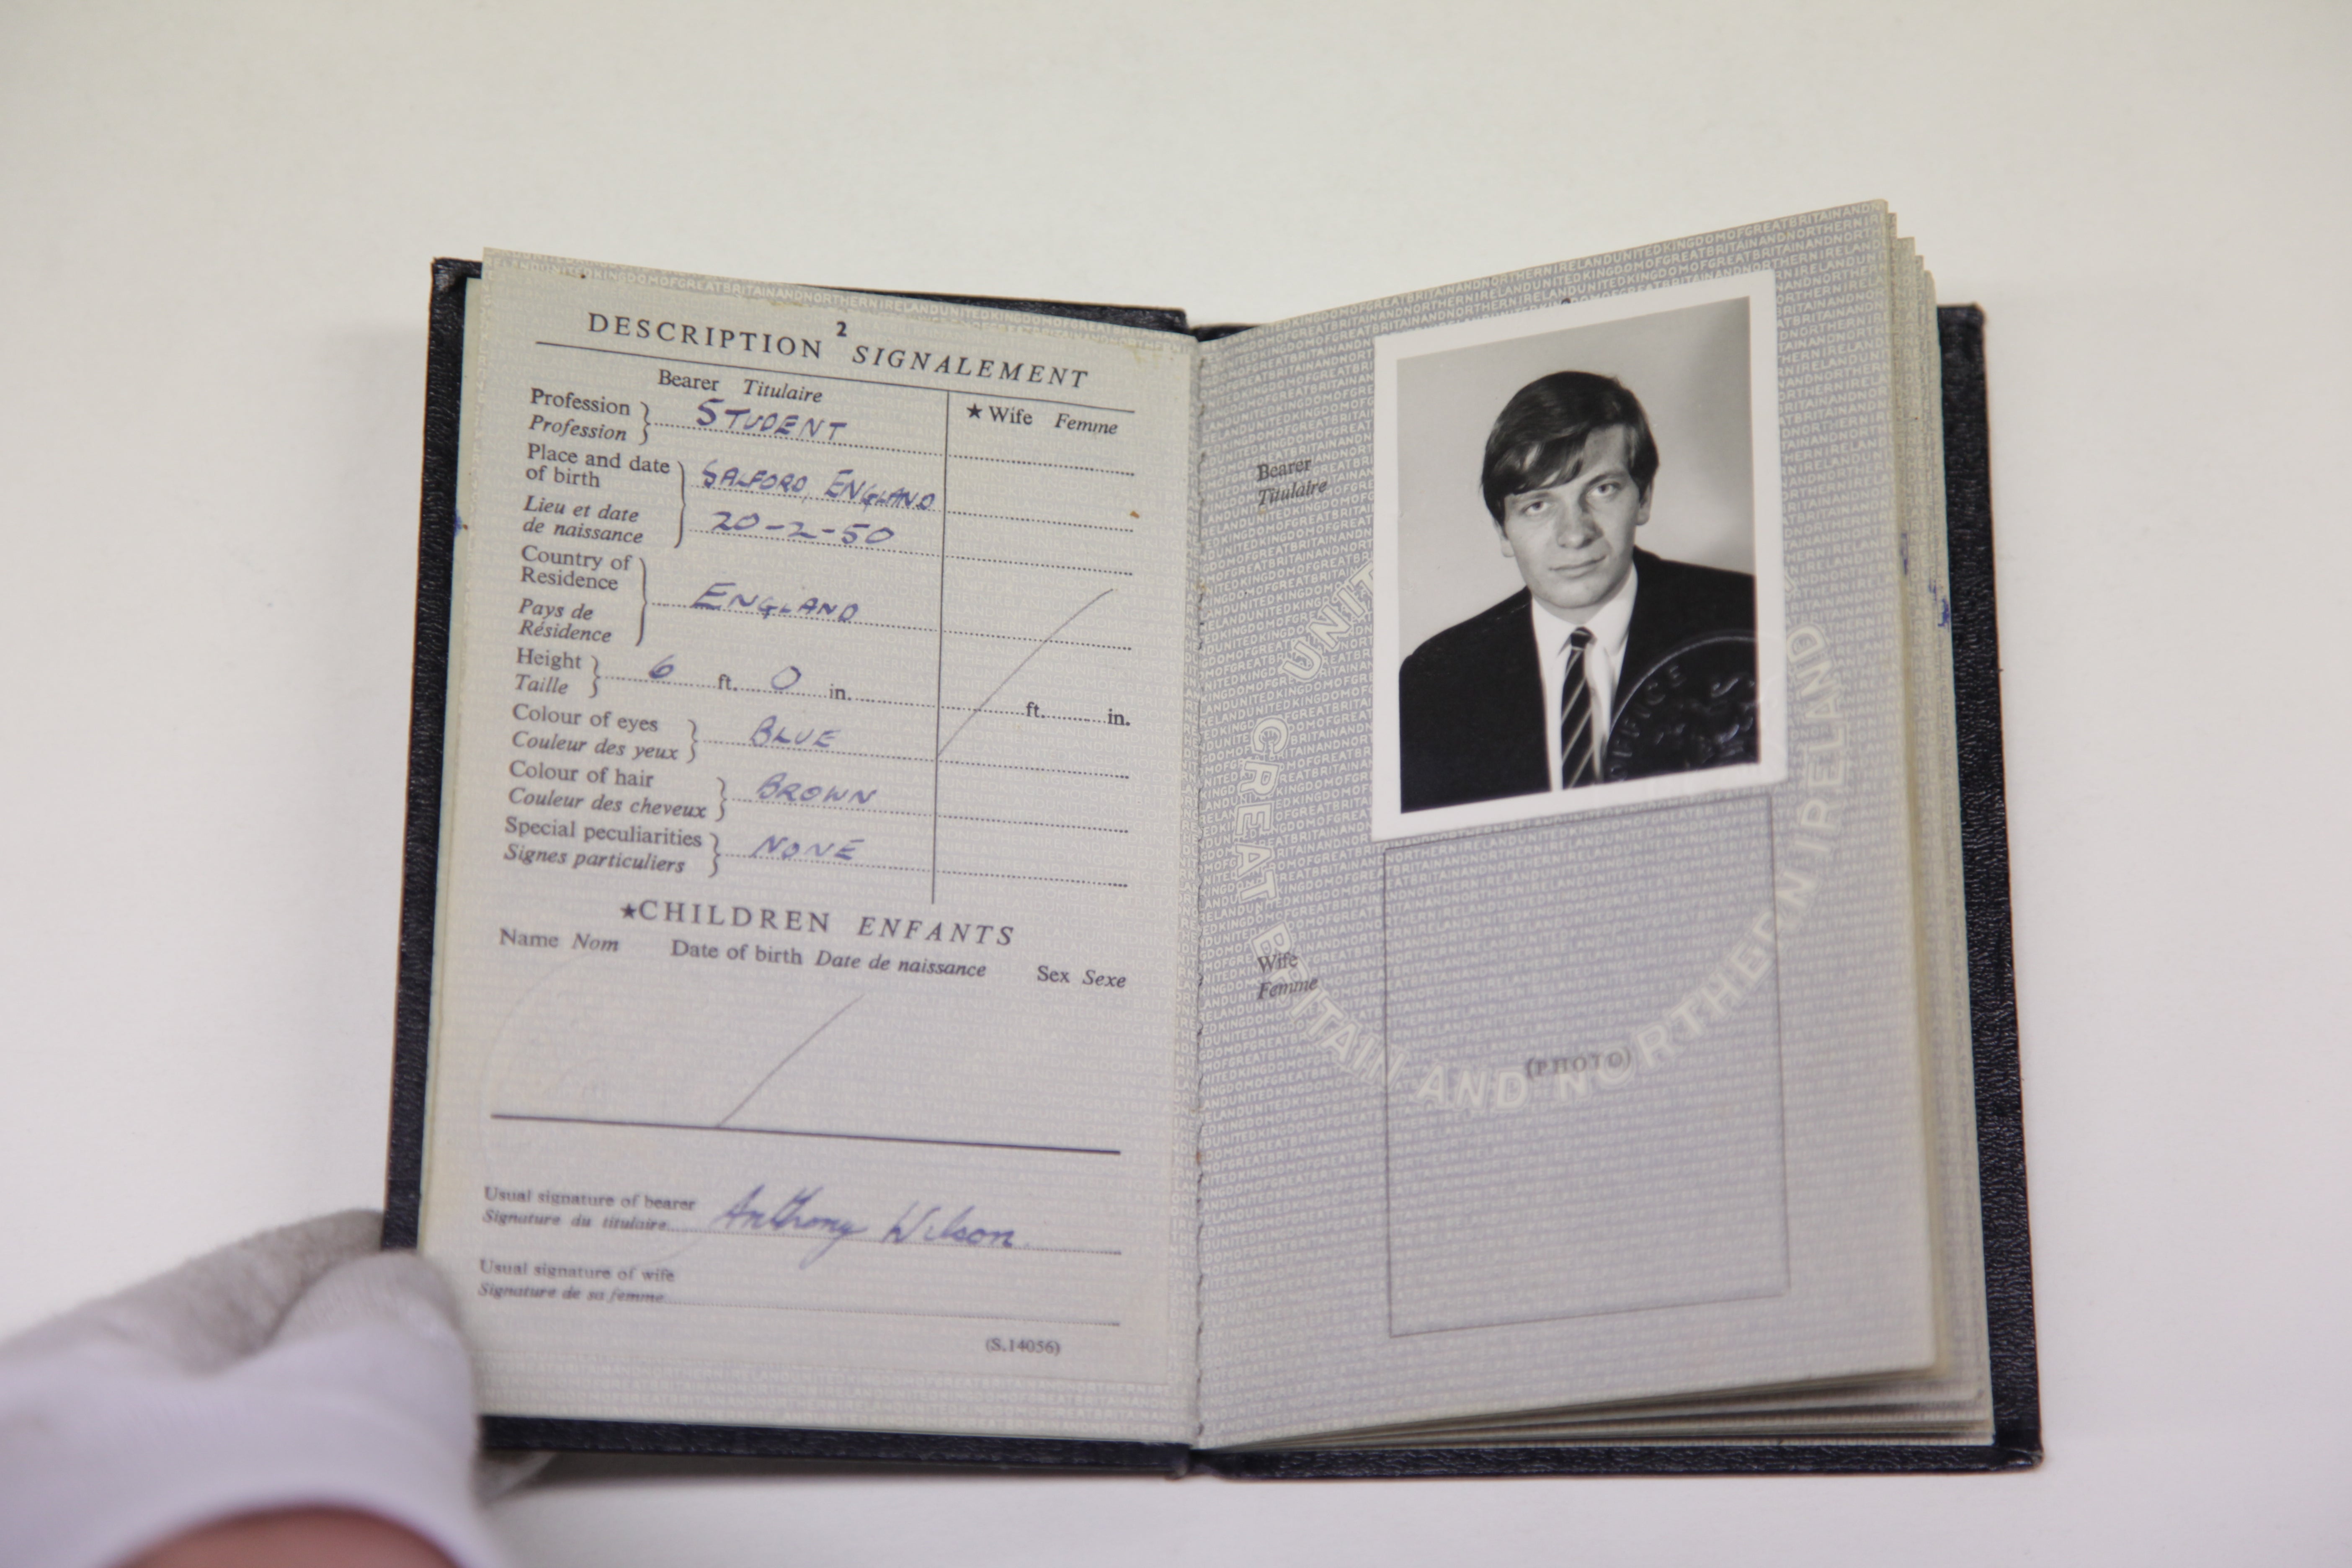 2
DESCRIPTION SIGNALEMENT
Bearer Titulaire
★ Wife Femme
Profession
Profession
STUDENT
Place and date
of birth
SALFORD, ENGLAND
Lieu et date
de naissance
20-2-50
Country of
Residence
ENGLAND
Pays de
Résidence
Height
Taille
6 ft. 0 in.
ft. in.
Colour of eyes
Couleur des yeux
BLUE
Colour of hair
Couleur des cheveux
BROWN
Special peculiarities
Signes particuliers
NONE
★CHILDREN ENFANTS
Name Nom Date of birth Date de naissance Sex Sexe
Usual signature of bearer
Signature du titulaire
Anthony Wilson
Usual signature of wife
Signature de sa femme
(S.14056)
Bearer
Titulaire
Wife
Femme
(PHOTO)
GREAT BRITAIN AND NORTHERN IRELAND